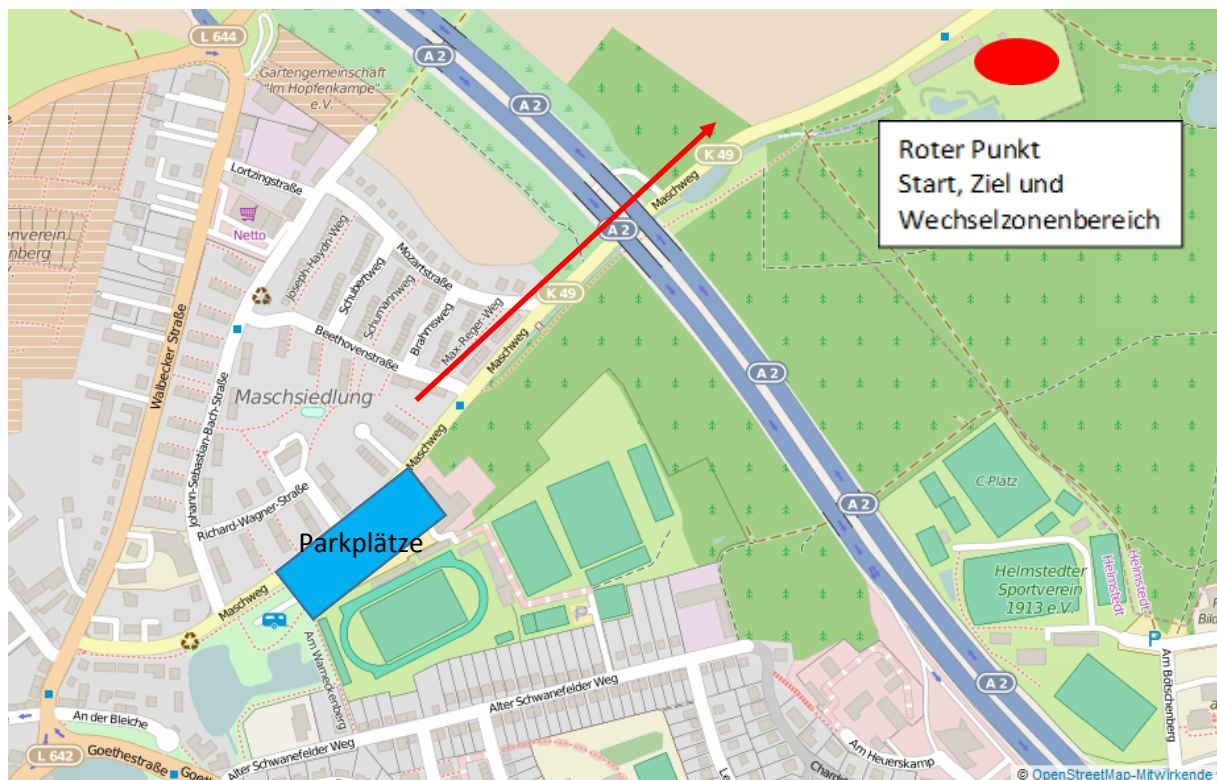 L 644
K 43
A 2
Gartengemeinschaft
"Im Hopfenkampe"
e.V.
A 2
Roter Punkt
Start, Ziel und
Wechselzonenbereich
K 49
Maschweg
Lortzingstraße
Netto
Joseph-Haydn-Weg
Schubertweg
Schumannweg
Brahmsweg
Max-Reger-Weg
Mozartstraße
A 2
K 49
Maschweg
Beethovenstraße
Walbecker Straße
Maschsiedlung
Johann-Sebastian-Bach-Straße
A 2
Maschweg
Richard-Wagner-Straße
Parkplätze
A 2
C-Platz
Helmstedter
Sportverein
1913 e.V.
Helmstedt
Helmstedt
P
P
Maschweg
Am Warneckenberg
Alter Schwanefelder Weg
A 2
Am Bötschenberg
An der Bleiche
L 642
Goethestraße
Alter Schwanefelder Weg
Am Heuerskamp
© OpenStreetMap-Mitwirkende